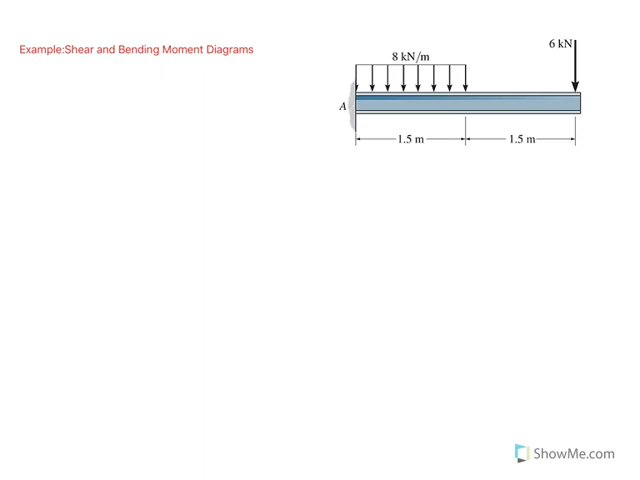 Example:Shear and Bending Moment Diagrams
6 kN
8 kN/m
A
1.5 m
1.5 m
ShowMe.com